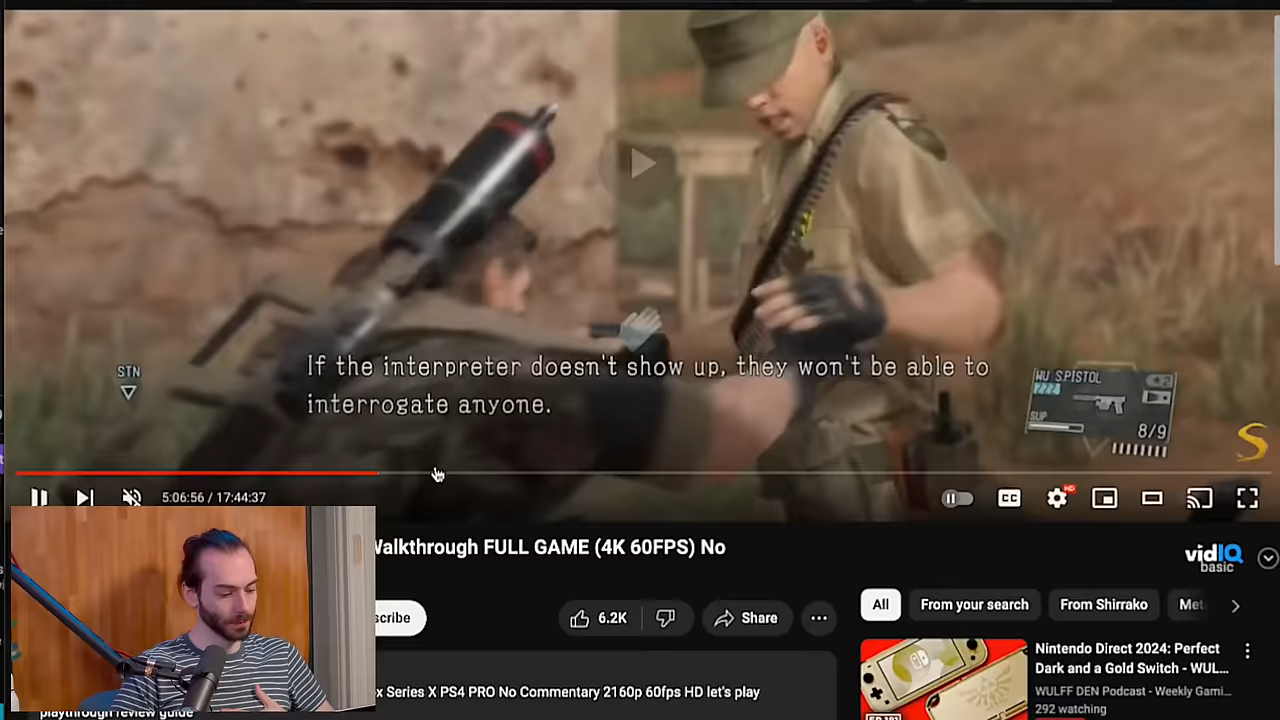 If the interpreter doesn't show up, they won't be able to
interrogate anyone.
STN
WU S.PISTOL
SUP
8/9
S
5:06:56 / 17:44:37
CC
HD
Walkthrough FULL GAME (4K 60FPS) No
vidIQ
basic
scribe
6.2K
Share
All
From your search
From Shirrako
Met
x Series X PS4 PRO No Commentary 2160p 60fps HD let's play
playthrough review guide
Nintendo Direct 2024: Perfect
Dark and a Gold Switch - WUL...
WULFF DEN Podcast - Weekly Gami...
292 watching